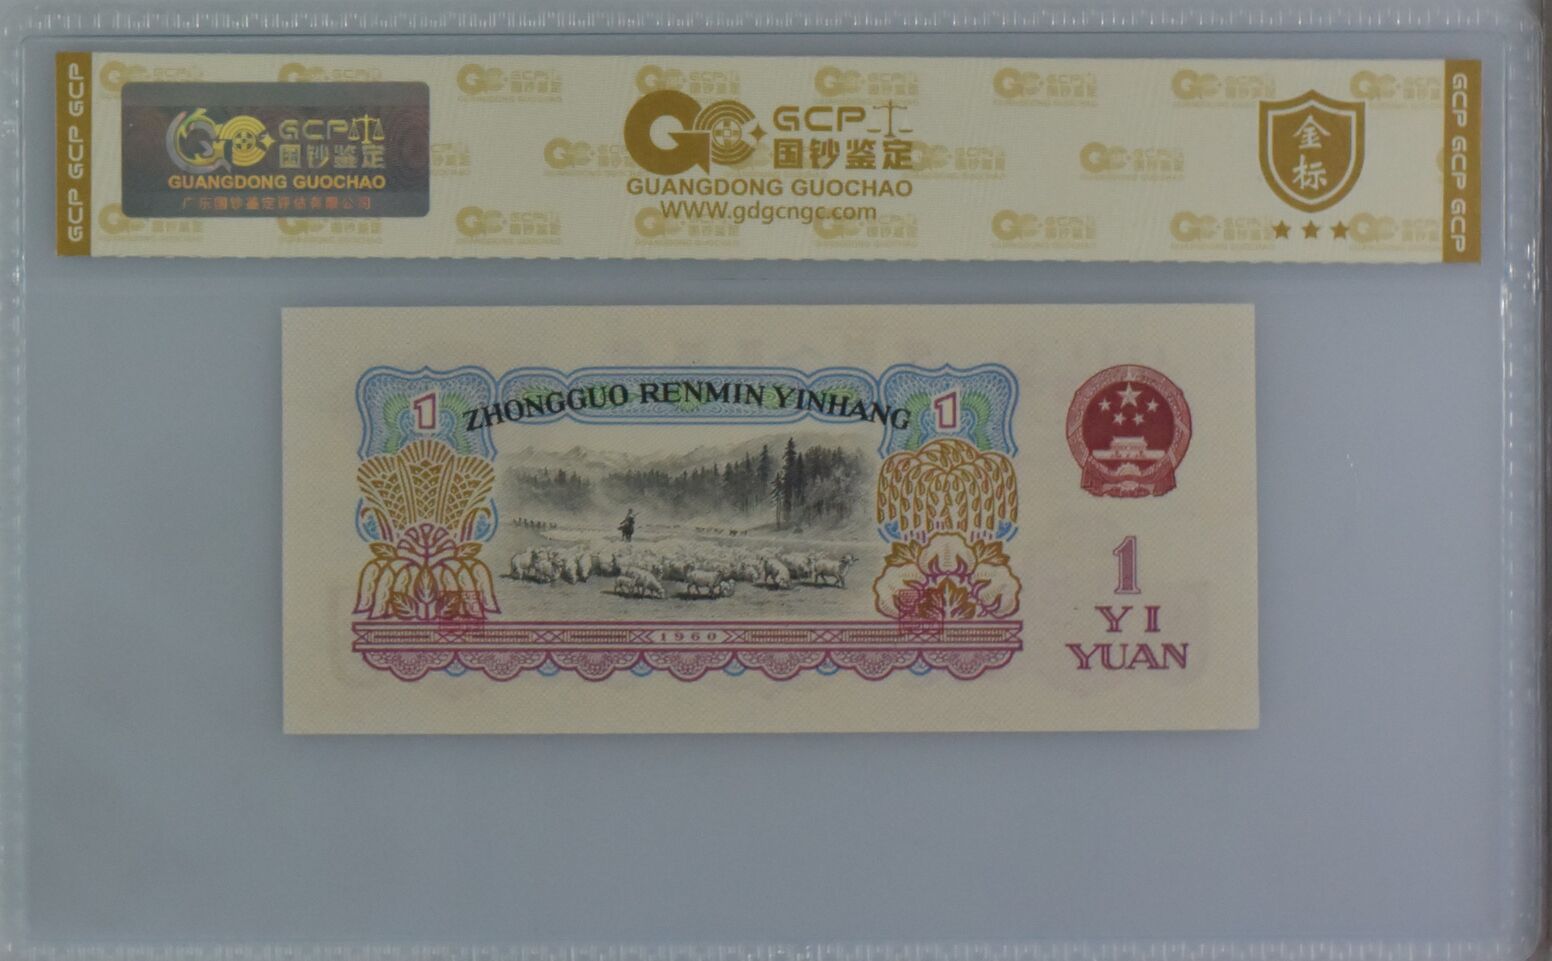 GCP GCP GCP
GCP
国钞鉴定
GUANGDONG GUOCHAO
广东国钞鉴定评估有限公司
GCP
国钞鉴定
GUANGDONG GUOCHAO
WWW.gdgcngc.com
金
标
GCP GCP GCP
ZHONGGUO RENMIN YINHANG
1
1
1
YI
YUAN
1960